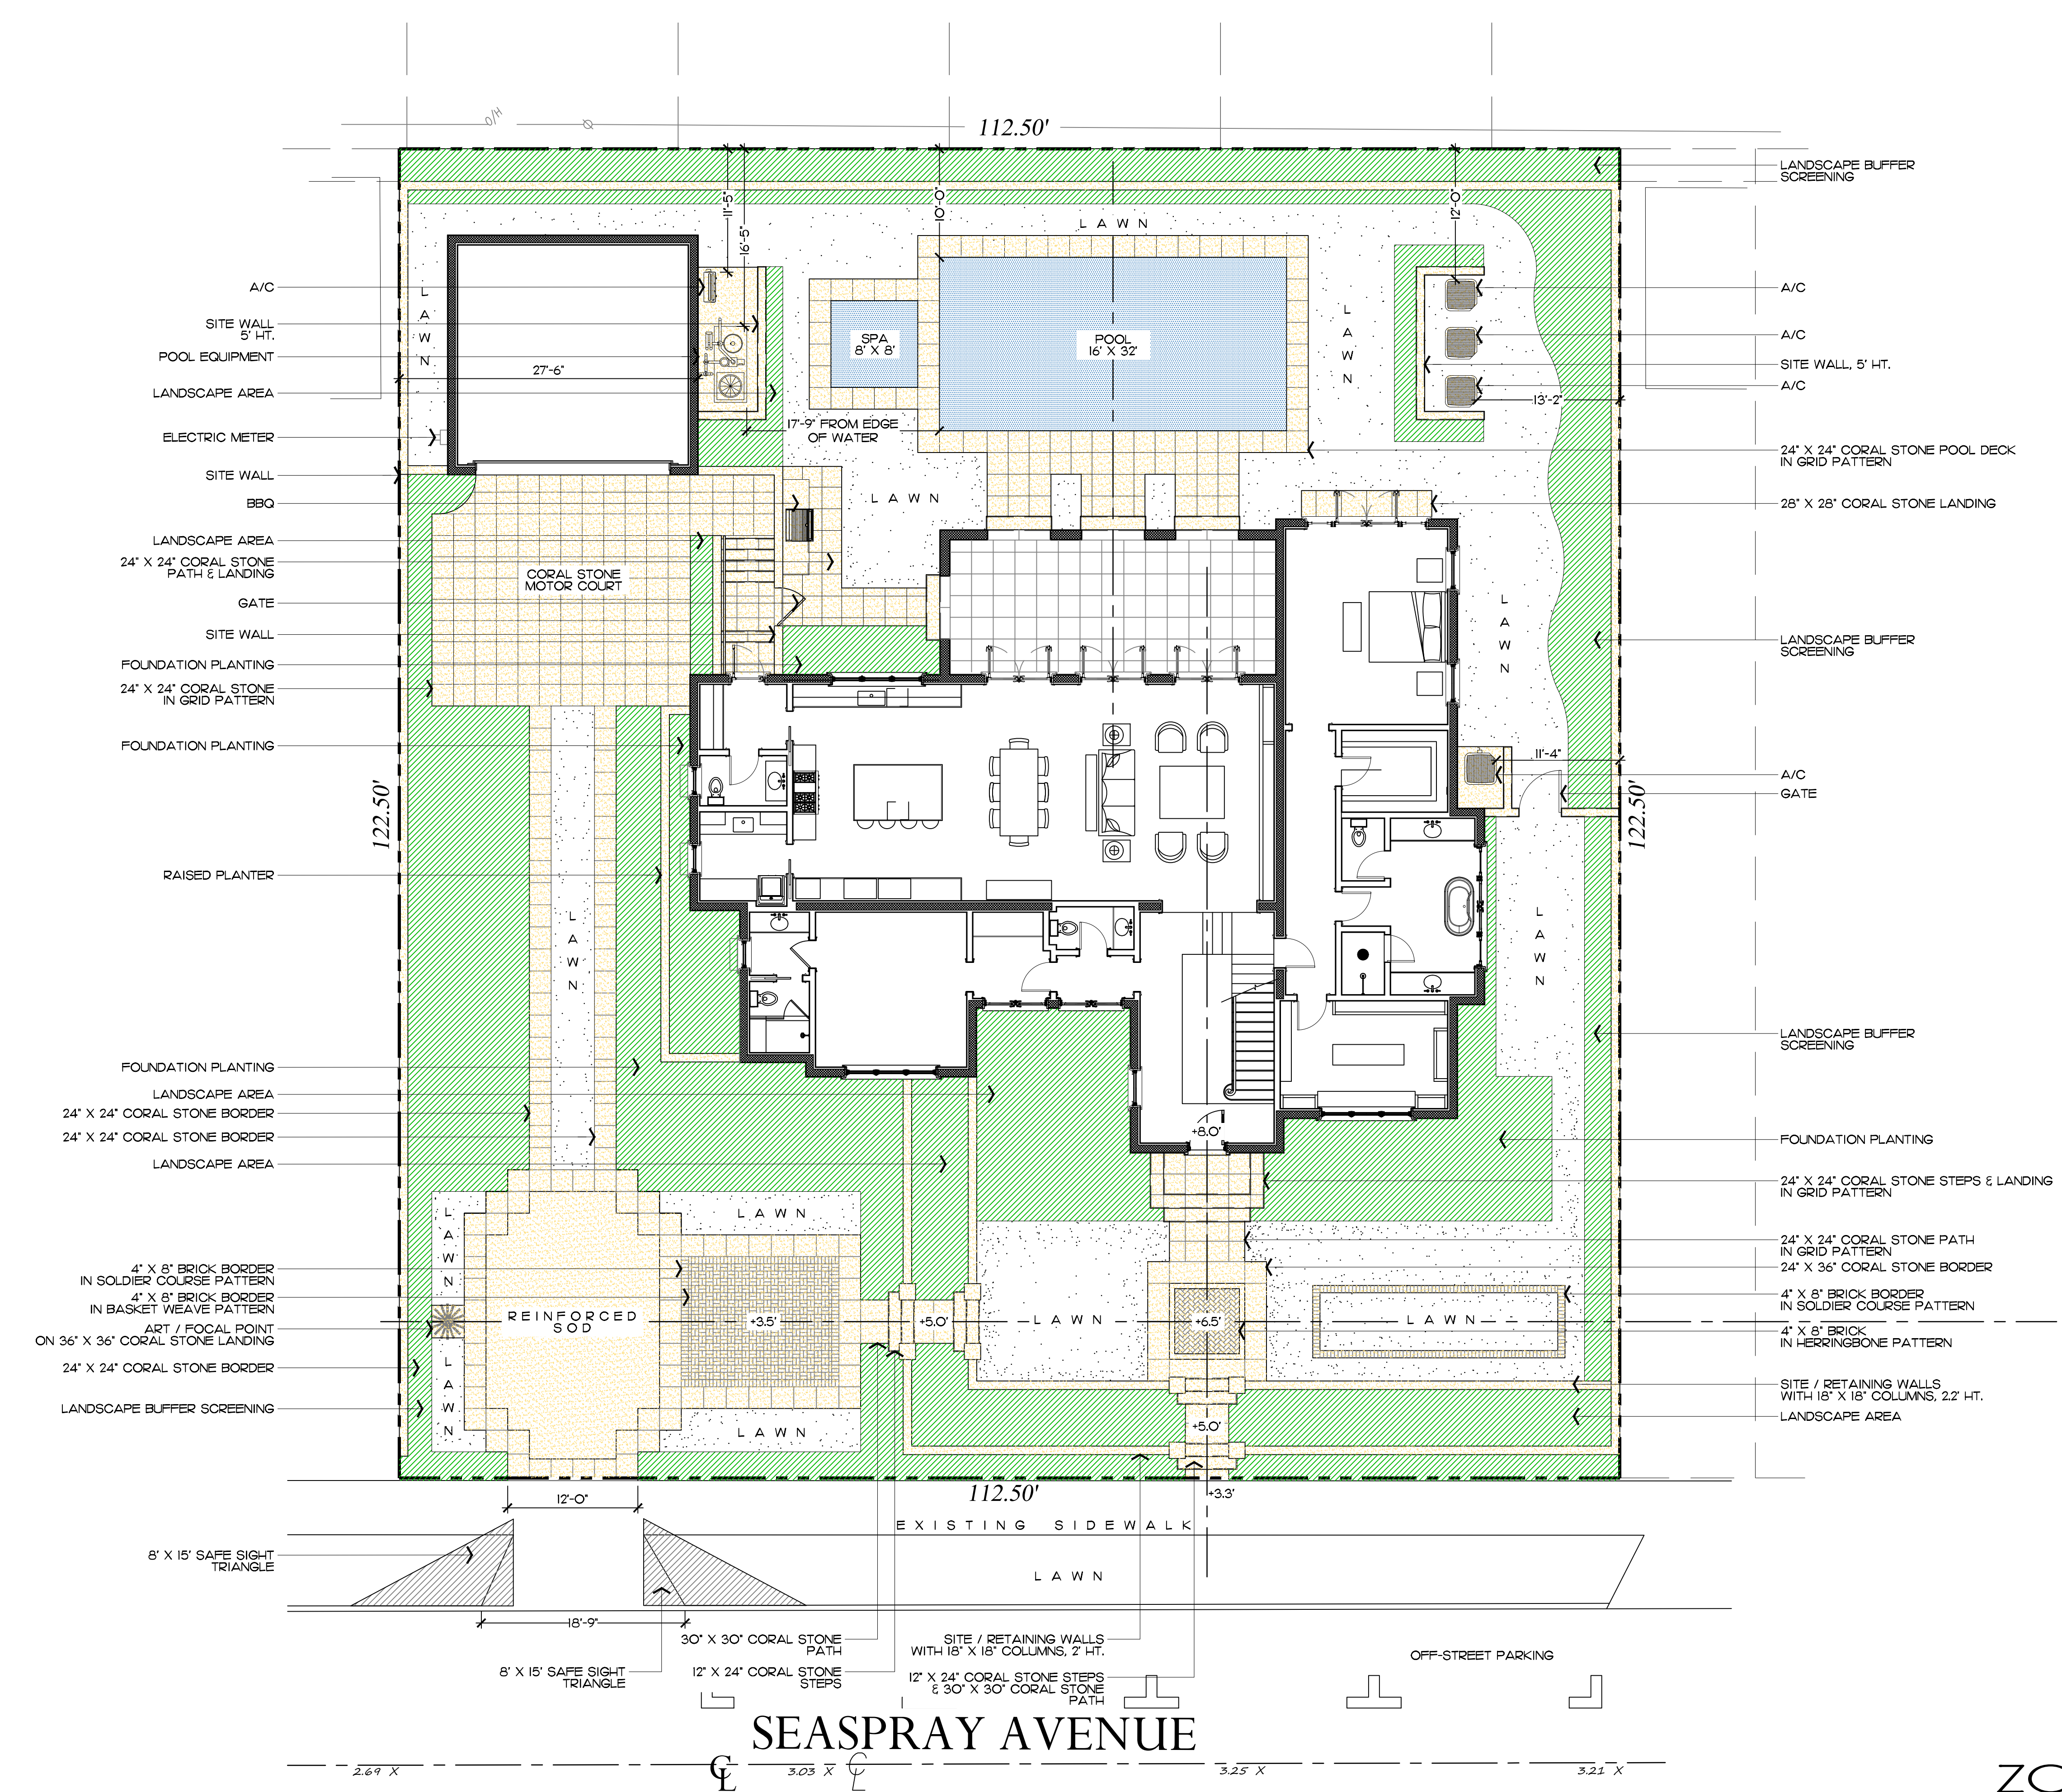 O/H
112.50'
LANDSCAPE BUFFER
SCREENING
11'-5"
16'-5"
10'-0"
12'-0"
LAWN
A/C
SITE WALL
5' HT.
POOL EQUIPMENT
LANDSCAPE AREA
ELECTRIC METER
SITE WALL
BBQ
LANDSCAPE AREA
24" X 24" CORAL STONE
PATH & LANDING
GATE
SITE WALL
FOUNDATION PLANTING
24" X 24" CORAL STONE
IN GRID PATTERN
FOUNDATION PLANTING
122.50'
RAISED PLANTER
FOUNDATION PLANTING
LANDSCAPE AREA
24" X 24" CORAL STONE BORDER
24" X 24" CORAL STONE BORDER
LANDSCAPE AREA
4" X 8" BRICK BORDER
IN SOLDIER COURSE PATTERN
4" X 8" BRICK BORDER
IN BASKET WEAVE PATTERN
ART / FOCAL POINT
ON 36" X 36" CORAL STONE LANDING
24" X 24" CORAL STONE BORDER
LANDSCAPE BUFFER SCREENING
LAWN
27'-6"
SPA
8' X 8'
POOL
16' X 32'
LAWN
17'-9" FROM EDGE
OF WATER
LAWN
13'-2"
CORAL STONE
MOTOR COURT
LAWN
11'-4"
LAWN
LAWN
+8.0'
LAWN
LAWN
REINFORCED
SOD
+3.5'
+5.0'
LAWN
+6.5'
LAWN
LAWN
LAWN
+5.0'
A/C
A/C
SITE WALL, 5' HT.
A/C
24" X 24" CORAL STONE POOL DECK
IN GRID PATTERN
28" X 28" CORAL STONE LANDING
LANDSCAPE BUFFER
SCREENING
A/C
GATE
122.50'
LANDSCAPE BUFFER
SCREENING
FOUNDATION PLANTING
24" X 24" CORAL STONE STEPS & LANDING
IN GRID PATTERN
24" X 24" CORAL STONE PATH
IN GRID PATTERN
24" X 36" CORAL STONE BORDER
4" X 8" BRICK BORDER
IN SOLDIER COURSE PATTERN
4" X 8" BRICK
IN HERRINGBONE PATTERN
SITE / RETAINING WALLS
WITH 18" X 18" COLUMNS, 2.2' HT.
LANDSCAPE AREA
12'-0"
112.50'
+3.3'
EXISTING SIDEWALK
8' X 15' SAFE SIGHT
TRIANGLE
LAWN
18'-9"
30" X 30" CORAL STONE
PATH
SITE / RETAINING WALLS
WITH 18" X 18" COLUMNS, 2' HT.
OFF-STREET PARKING
8' X 15' SAFE SIGHT
TRIANGLE
12" X 24" CORAL STONE
STEPS
12" X 24" CORAL STONE STEPS
& 30" X 30" CORAL STONE
PATH
SEASPRAY AVENUE
CL
CL
2.69 X
3.03 X
3.25 X
3.21 X
ZC